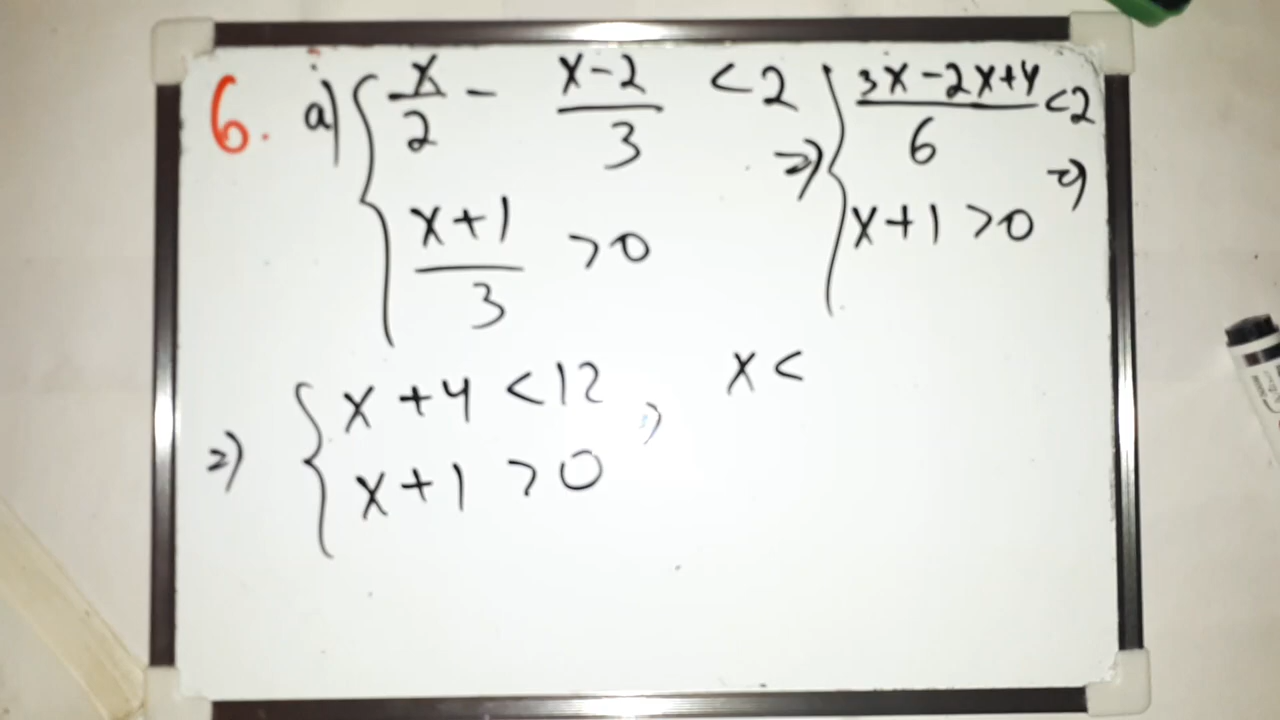 6. a) { x/2 - x-2/3 < 2 => { 3x-2x+4/6 < 2 =>
x+1/3 > 0 x+1 > 0
=> { x+4 < 12, x <
x+1 > 0